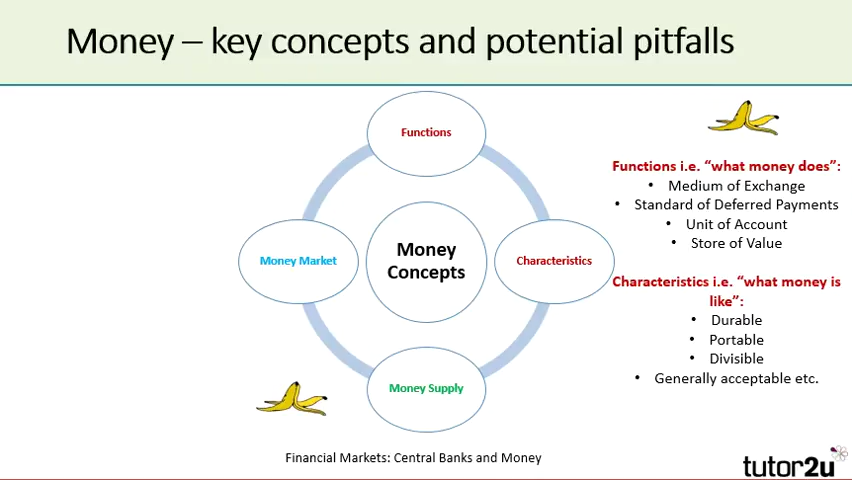 Money – key concepts and potential pitfalls
Functions
Money Market
Money
Concepts
Characteristics
Money Supply
Functions i.e. “what money does”:
• Medium of Exchange
• Standard of Deferred Payments
• Unit of Account
• Store of Value
Characteristics i.e. “what money is
like”:
• Durable
• Portable
• Divisible
• Generally acceptable etc.
Financial Markets: Central Banks and Money
tutor2u